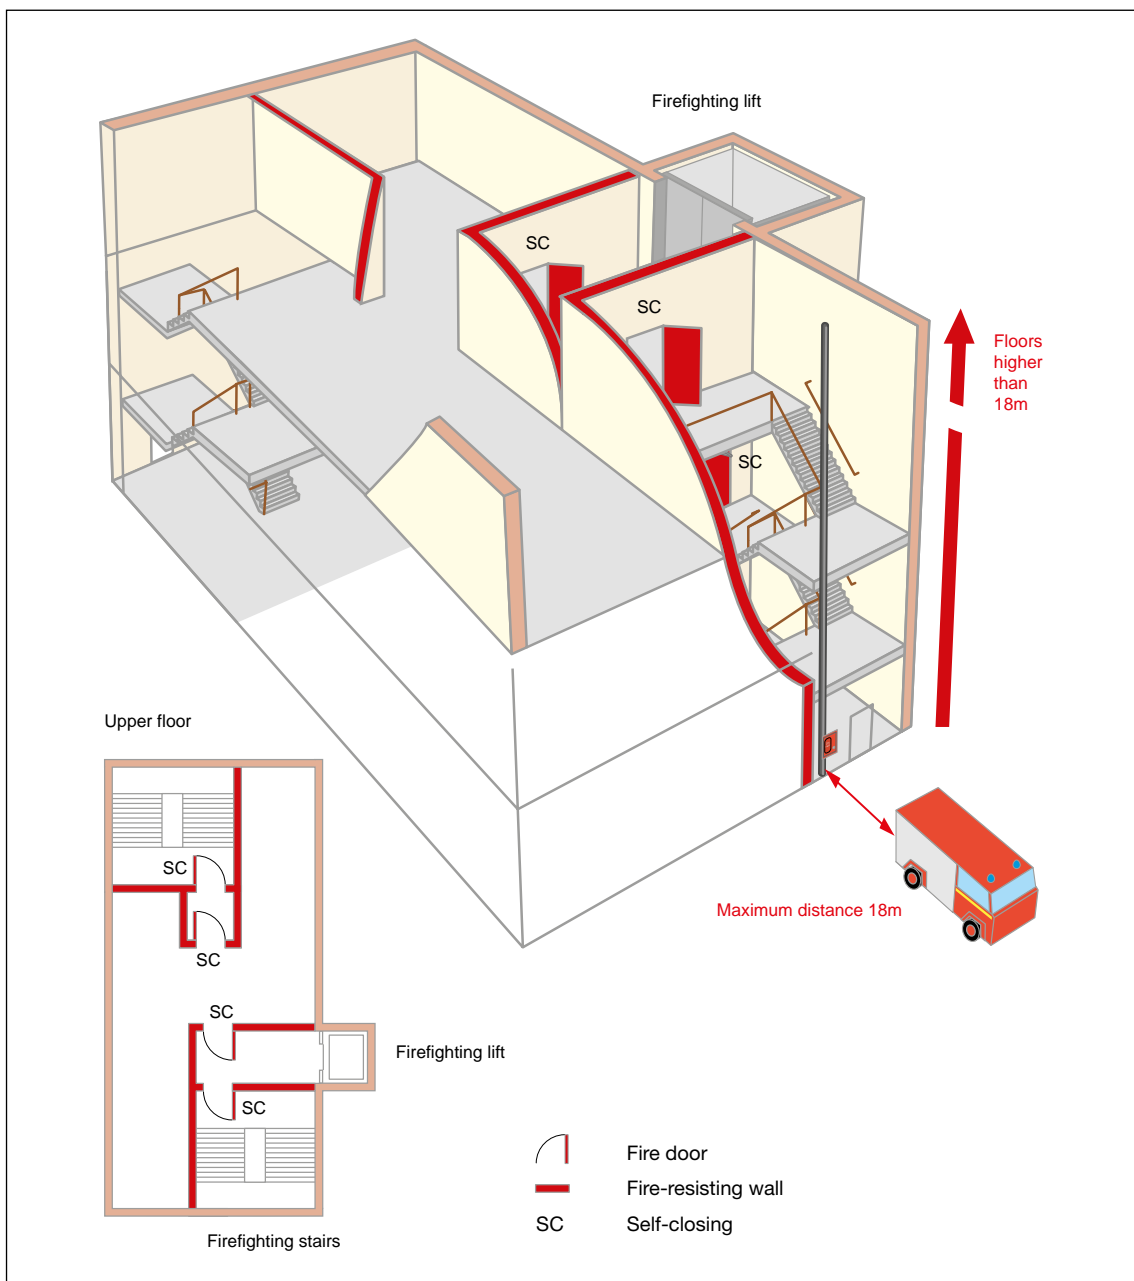 Firefighting lift
SC
SC
Floors
higher
than
18m
SC
Upper floor
Maximum distance 18m
SC
SC
SC
Firefighting lift
SC
Fire door
Fire-resisting wall
SC Self-closing
Firefighting stairs